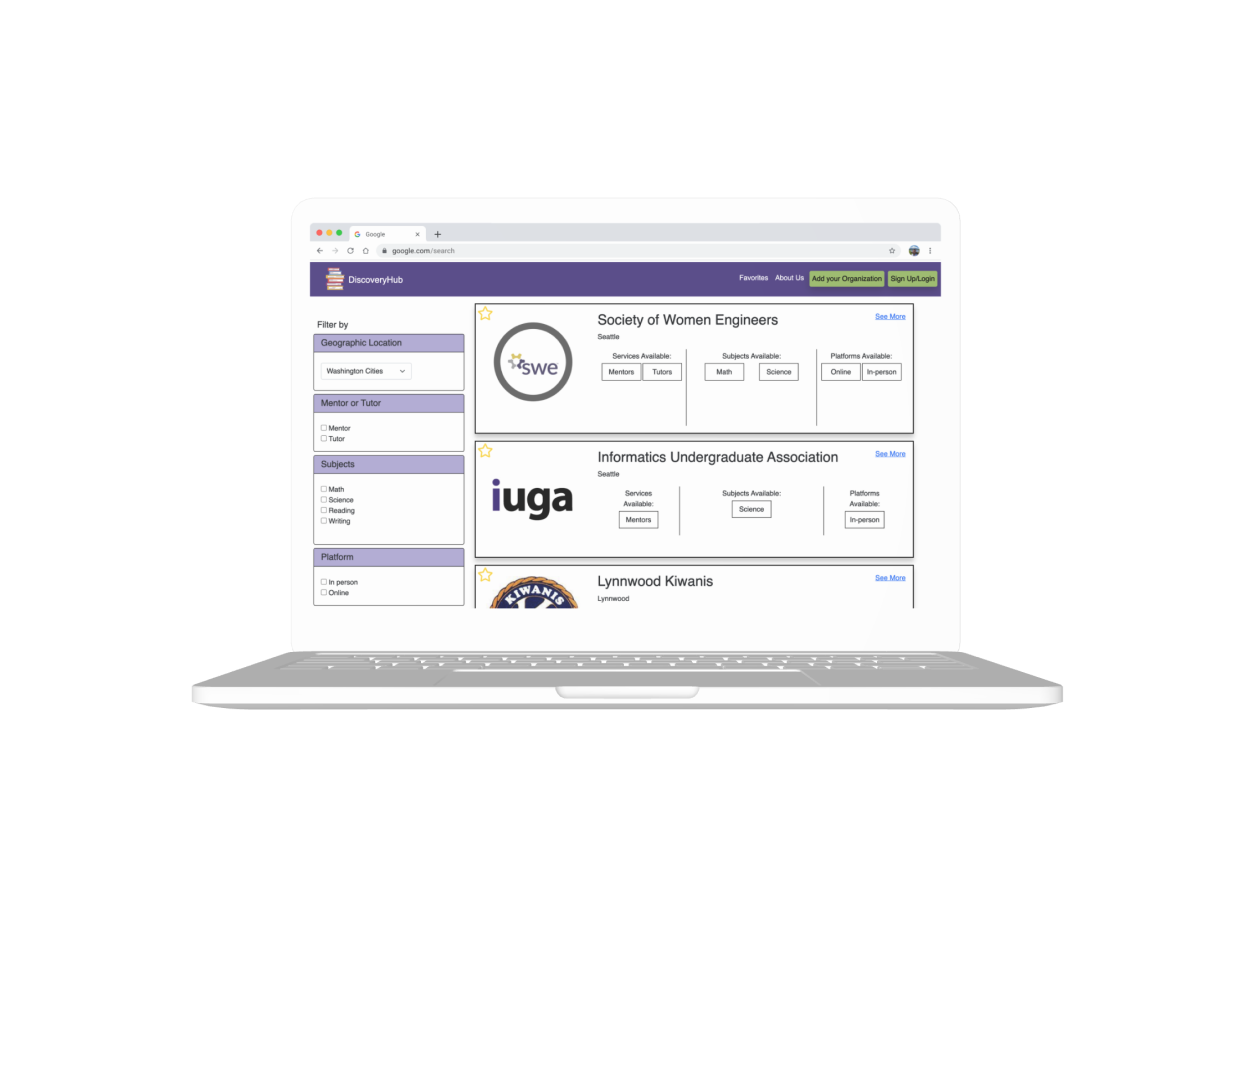 Google
google.com/search
DiscoveryHub
Favorites About Us Add your Organization Sign Up/Login
Filter by
Geographic Location
Washington Cities
Mentor or Tutor
Mentor
Tutor
Subjects
Math
Science
Reading
Writing
Platform
In person
Online
swe
Society of Women Engineers
See More
Seattle
Services Available:
Mentors Tutors
Subjects Available:
Math Science
Platforms Available:
Online In-person
iuga
Informatics Undergraduate Association
See More
Seattle
Services
Available:
Mentors
Subjects Available:
Science
Platforms
Available:
In-person
KIWANIS
Lynnwood Kiwanis
See More
Lynnwood